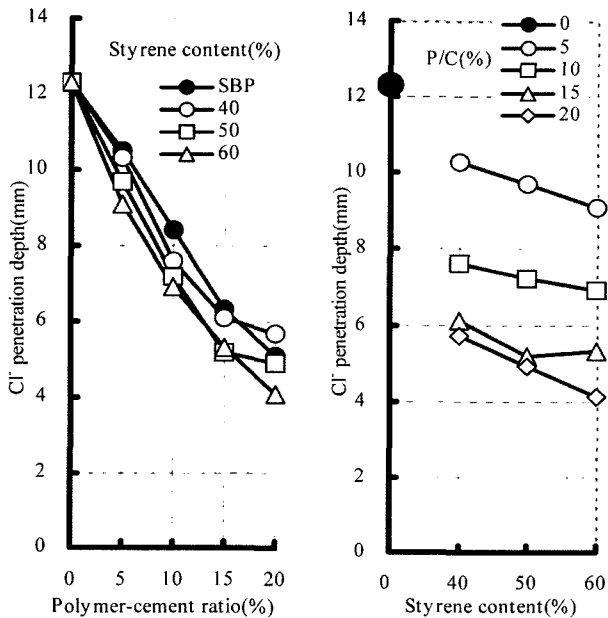 Styrene content(%)
SBP
40
50
60
14
12
10
8
6
4
2
0
Cl⁻ penetration depth(mm)
0 5 10 15 20
Polymer-cement ratio(%)
P/C(%)
0
5
10
15
20
14
12
10
8
6
4
2
0
Cl⁻ penetration depth(mm)
0 40 50 60
Styrene content(%)